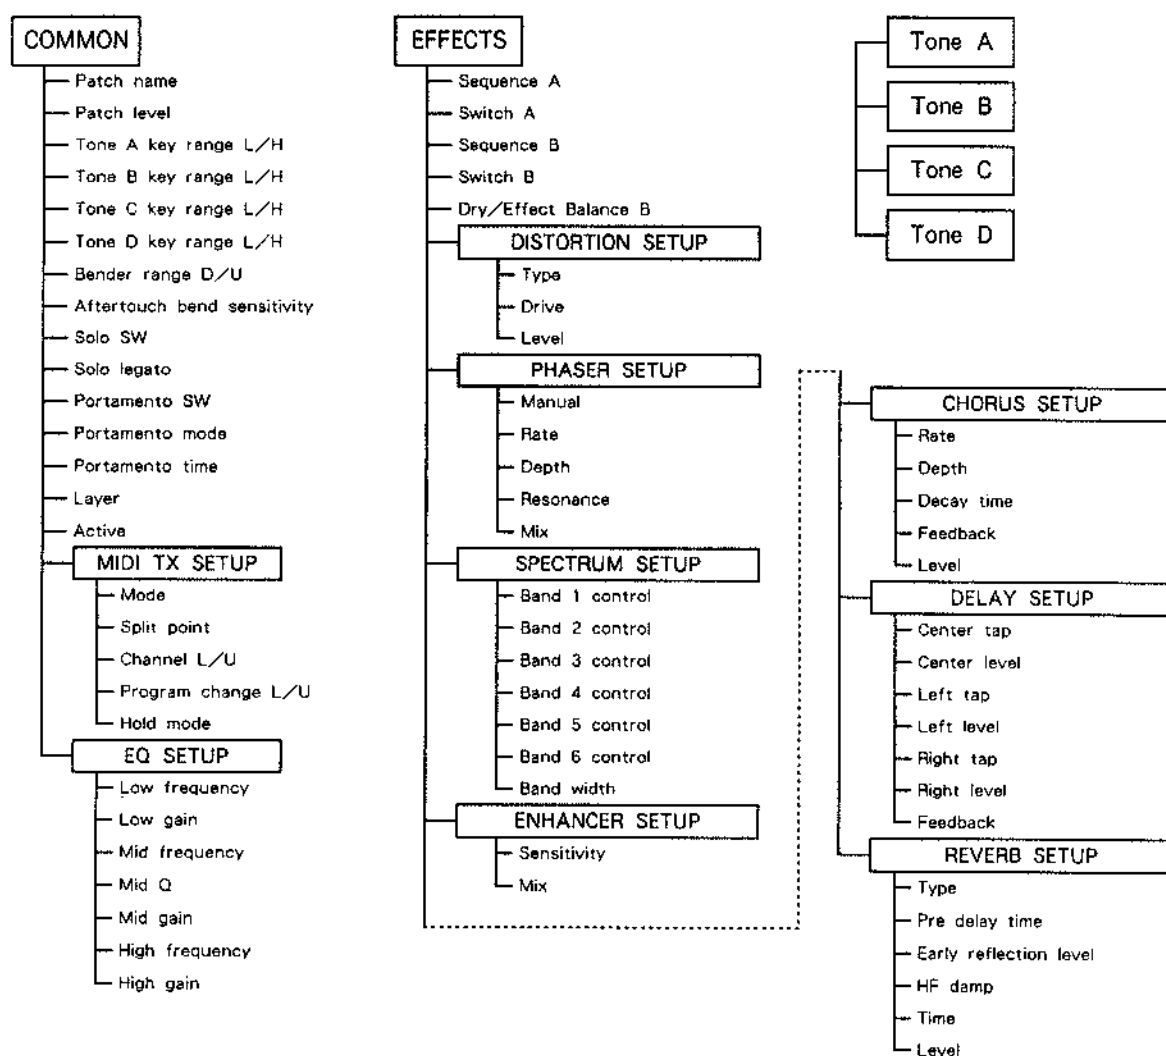 COMMON
Patch name
Patch level
Tone A key range L/H
Tone B key range L/H
Tone C key range L/H
Tone D key range L/H
Bender range D/U
Aftertouch bend sensitivity
Solo SW
Solo legato
Portamento SW
Portamento mode
Portamento time
Layer
Active
MIDI TX SETUP
Mode
Split point
Channel L/U
Program change L/U
Hold mode
EQ SETUP
Low frequency
Low gain
Mid frequency
Mid Q
Mid gain
High frequency
High gain
EFFECTS
Sequence A
Switch A
Sequence B
Switch B
Dry/Effect Balance B
DISTORTION SETUP
Type
Drive
Level
PHASER SETUP
Manual
Rate
Depth
Resonance
Mix
SPECTRUM SETUP
Band 1 control
Band 2 control
Band 3 control
Band 4 control
Band 5 control
Band 6 control
Band width
ENHANCER SETUP
Sensitivity
Mix
CHORUS SETUP
Rate
Depth
Decay time
Feedback
Level
DELAY SETUP
Center tap
Center level
Left tap
Left level
Right tap
Right level
Feedback
REVERB SETUP
Type
Pre delay time
Early reflection level
HF damp
Time
Level
Tone A
Tone B
Tone C
Tone D